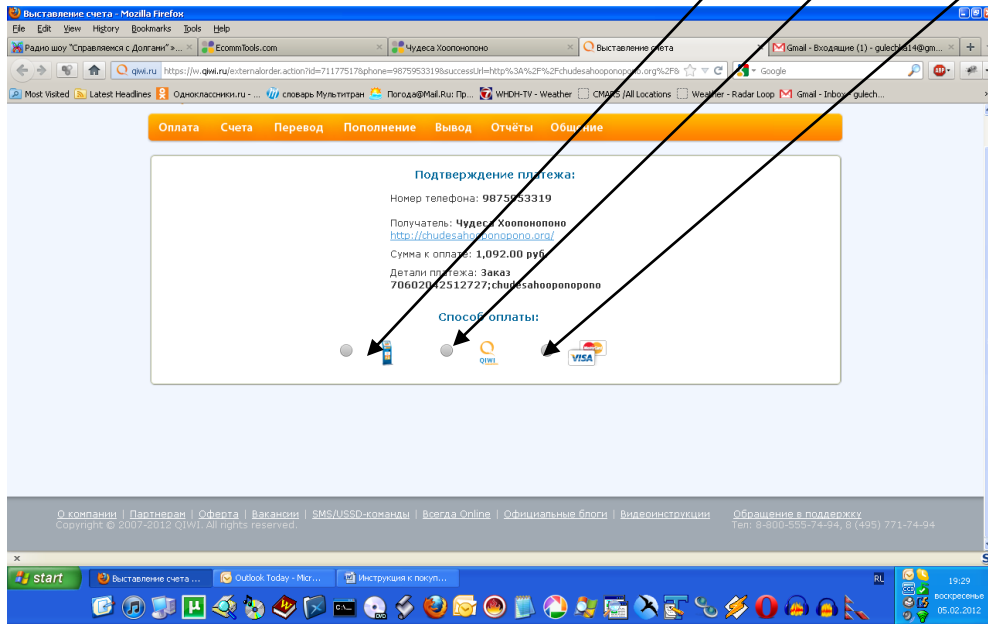 Выставление счета - Mozilla Firefox
File Edit View History Bookmarks Tools Help
Радио шоу "Справляемся с Долгами" »... × EcommTools.com × Чудеса Хоопонопоно × Выставление счета × Gmail - Входящие (1) - gulechka14@gm... × +
qiwi.ru https://w.qiwi.ru/externalorder.action?id=7117751&phone=9875953319&successUrl=http%3A%2F%2Fchudesahooponopono.org%2F& Google
Most Visited Latest Headlines Одноклассники.ru - ... словарь Мультитран Погода@Mail.Ru: Пр... WHDH-TV - Weather CMARS /All Locations Weather - Radar Loop Gmail - Inbox - gulech...
Оплата Счета Перевод Пополнение Вывод Отчёты Общение
Подтверждение платежа:
Номер телефона: 9875953319
Получатель: Чудеса Хоопонопоно
http://chudesahooponopono.org/
Сумма к оплате: 1,092.00 руб.
Детали платежа: Заказ
70602042512727;chudesahooponopono
Способ оплаты:
QIWI VISA
О компании | Партнерам | Оферта | Вакансии | SMS/USSD-команды | Всегда Online | Официальные блоги | Видеоинструкции Обращение в поддержку
Copyright © 2007-2012 QIWI. All rights reserved. Тел: 8-800-555-74-94, 8 (495) 771-74-94
×
start Выставление счета ... Outlook Today - Micr... Инструкция к покуп... RL 19:29
воскресенье
05.02.2012